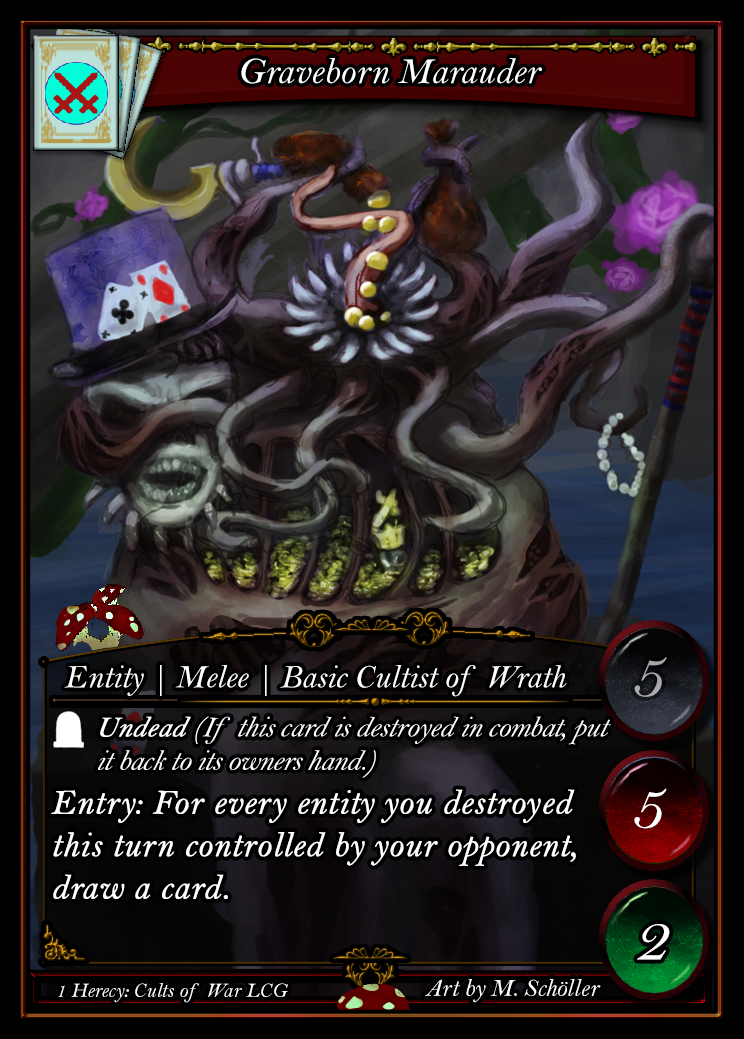 Graveborn Marauder
Entity | Melee | Basic Cultist of Wrath
5
Undead (If this card is destroyed in combat, put
it back to its owners hand.)
5
Entry: For every entity you destroyed
this turn controlled by your opponent,
draw a card.
2
1 Herecy: Cults of War LCG
Art by M. Schöller